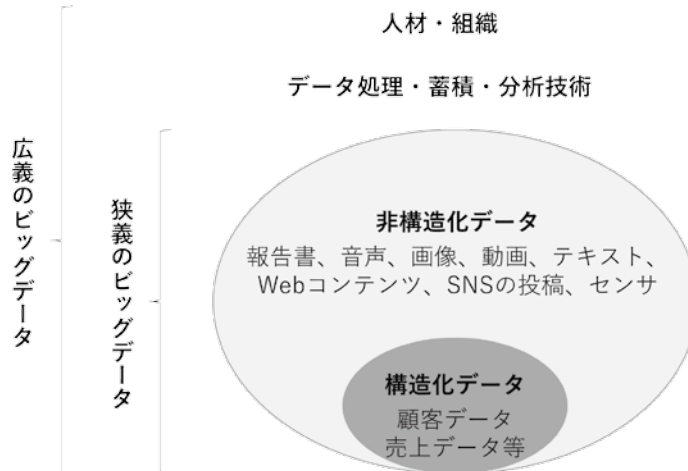 人材・組織
データ処理・蓄積・分析技術
広義のビッグデータ
狭義のビッグデータ
非構造化データ
報告書、音声、画像、動画、テキスト、
Webコンテンツ、SNSの投稿、センサ
構造化データ
顧客データ
売上データ等